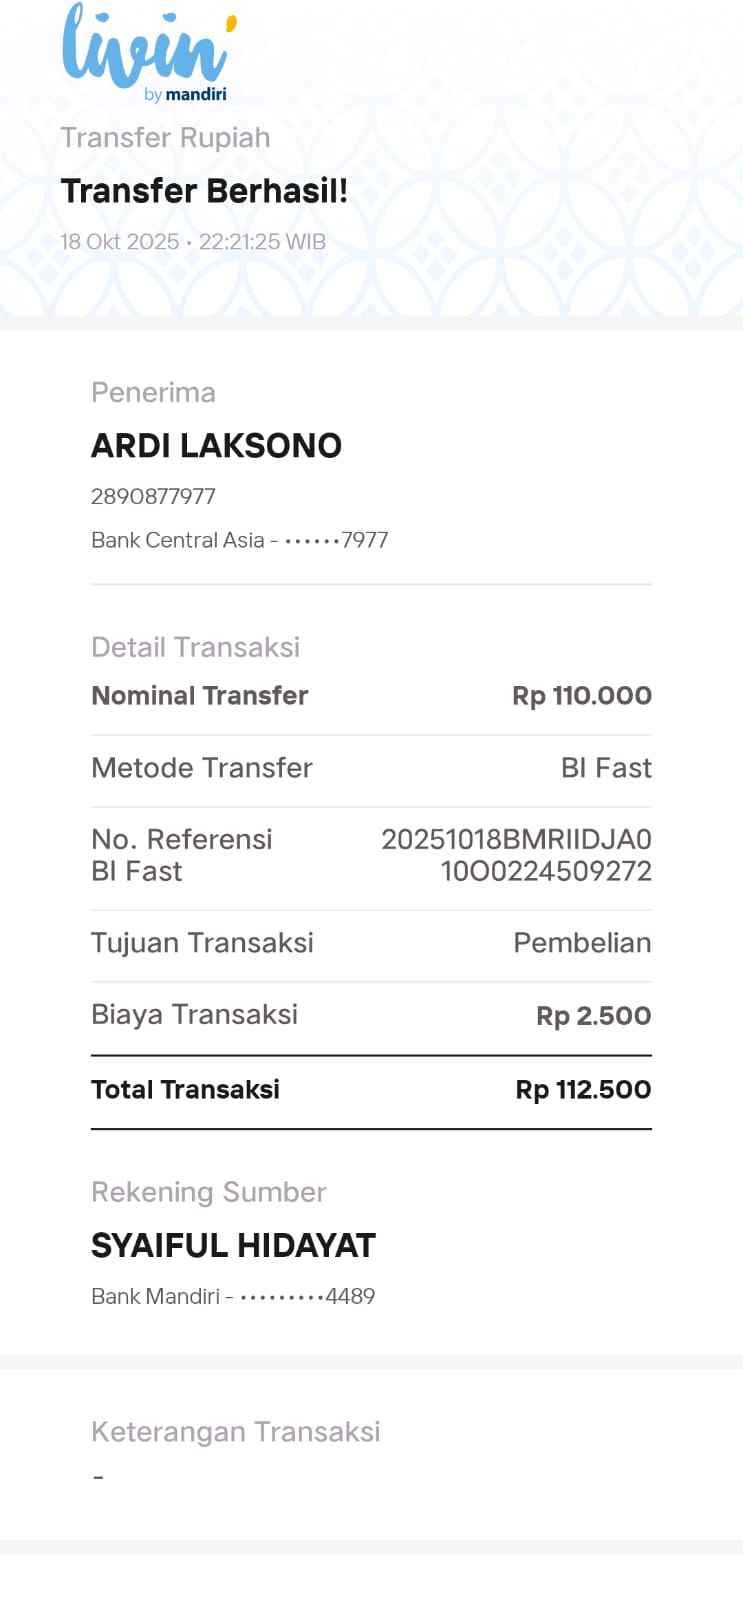 livin'
by mandiri
Transfer Rupiah
Transfer Berhasil!
18 Okt 2025 • 22:21:25 WIB
Penerima
ARDI LAKSONO
2890877977
Bank Central Asia - ••••••7977
Detail Transaksi
Nominal Transfer Rp 110.000
Metode Transfer BI Fast
No. Referensi 20251018BMRIIDJA0
BI Fast 10O0224509272
Tujuan Transaksi Pembelian
Biaya Transaksi Rp 2.500
Total Transaksi Rp 112.500
Rekening Sumber
SYAIFUL HIDAYAT
Bank Mandiri - •••••••••4489
Keterangan Transaksi
-